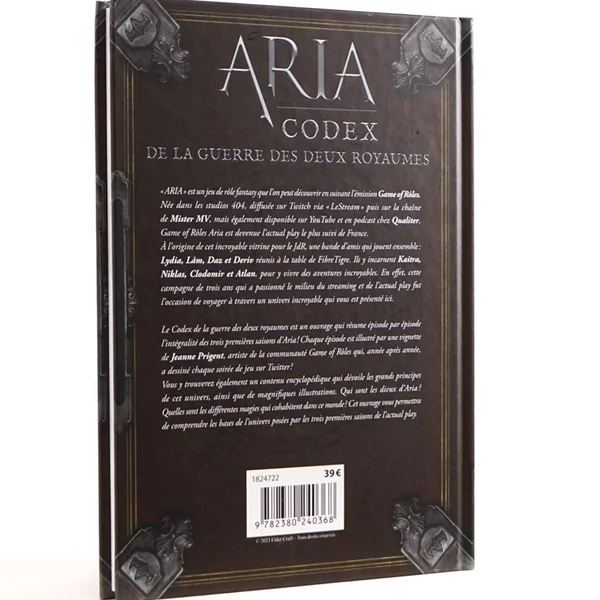 ARIA
CODEX
DE LA GUERRE DES DEUX ROYAUMES
« ARIA » est un jeu de rôle fantasy que l'on peut découvrir en suivant l'émission Game of Rôles.
Née dans les studios 404, diffusée sur Twitch via « LeStream » puis sur la chaîne
de Mister MV, mais également disponible sur YouTube et en podcast chez Qualiter,
Game of Rôles Aria est devenue l'actual play le plus suivi de France.
À l'origine de cet incroyable vitrine pour le JdR, une bande d'amis qui jouent ensemble :
Lydia, Lâm, Daz et Deriv réunis à la table de FibreTigre. Ils y incarnent Kaitra,
Niklas, Clodomir et Atlan, pour y vivre des aventures incroyables. En effet, cette
campagne de trois ans qui a passionné le milieu du streaming et de l'actual play fut
l'occasion de voyager à travers un univers incroyable qui vous est présenté ici.
Le Codex de la guerre des deux royaumes est un ouvrage qui résume épisode par épisode
l'intégralité des trois premières saisons d'Aria ! Chaque épisode est illustré par une vignette
de Jeanne Prigent, artiste de la communauté Game of Rôles qui, année après année,
a dessiné chaque soirée de jeu sur Twitter !
Vous y trouverez également un contenu encyclopédique qui dévoile les grands principes
de cet univers, ainsi que de magnifiques illustrations. Qui sont les dieux d'Aria ?
Quelles sont les différentes magies qui cohabitent dans ce monde ? Cet ouvrage vous permettra
de comprendre les bases de l'univers posées par les trois premières saisons de l'actual play.
1824722
39 €
9 782380 240368
© 2023 Elder Craft - Tous droits réservés